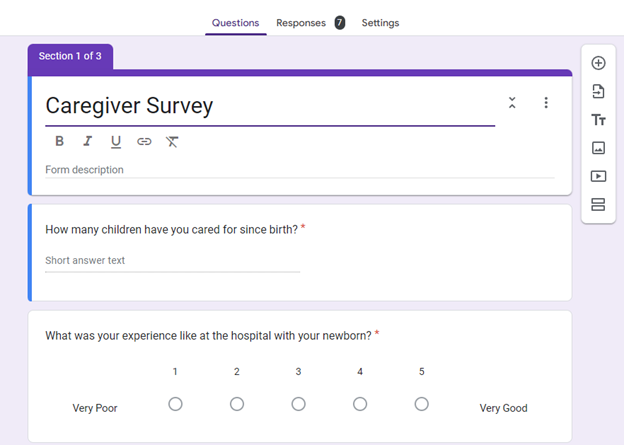 Questions Responses 7 Settings
Section 1 of 3
Caregiver Survey
B I U
Form description
How many children have you cared for since birth? *
Short answer text
What was your experience like at the hospital with your newborn? *
1 2 3 4 5
Very Poor Very Good
Tт